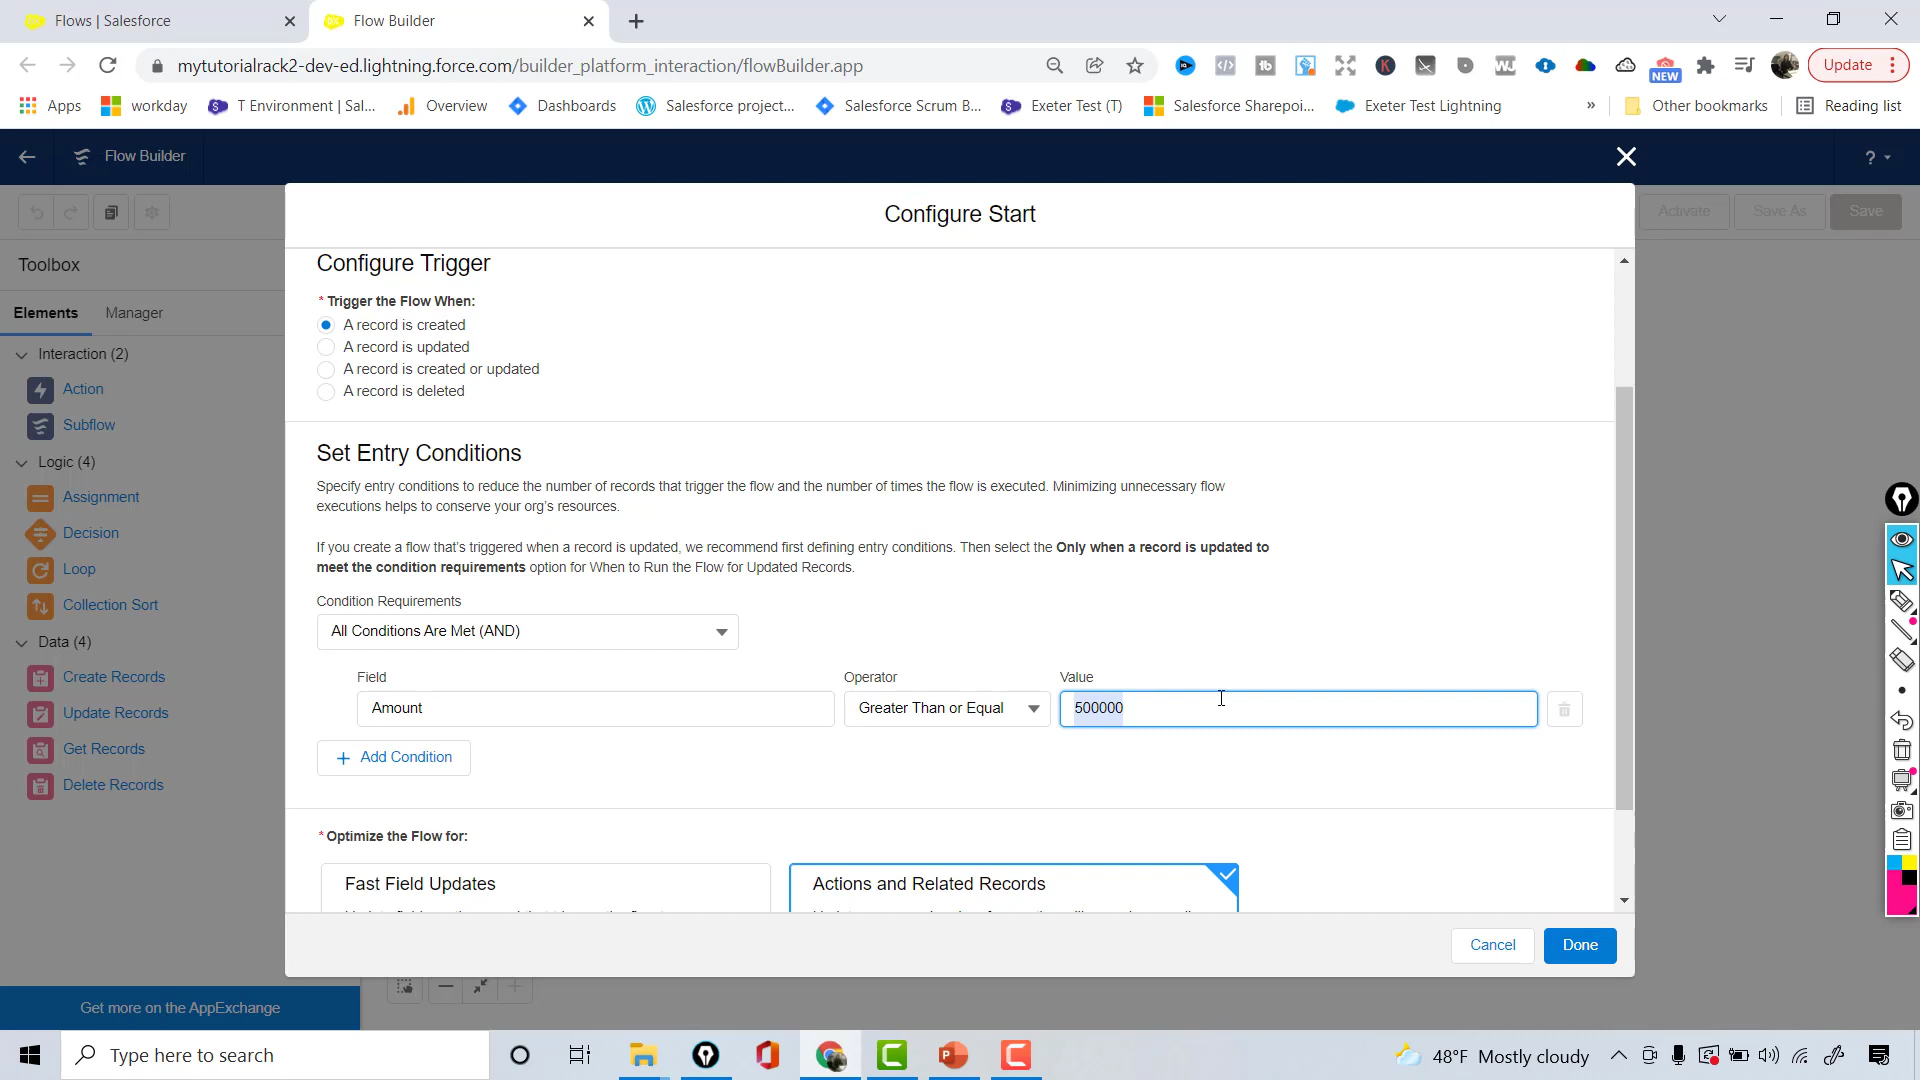 Flows | Salesforce
Flow Builder
mytutorialrack2-dev-ed.lightning.force.com/builder_platform_interaction/flowBuilder.app
NEW
Update
Apps
workday
T Environment | Sal...
Overview
Dashboards
Salesforce project...
Salesforce Scrum B...
Exeter Test (T)
Salesforce Sharepoi...
Exeter Test Lightning
»
Other bookmarks
Reading list
Flow Builder
?
Configure Start
Activate
Save As
Save
Toolbox
Elements
Manager
Interaction (2)
Action
Subflow
Logic (4)
Assignment
Decision
Loop
Collection Sort
Data (4)
Create Records
Update Records
Get Records
Delete Records
Get more on the AppExchange
Configure Trigger
* Trigger the Flow When:
A record is created
A record is updated
A record is created or updated
A record is deleted
Set Entry Conditions
Specify entry conditions to reduce the number of records that trigger the flow and the number of times the flow is executed. Minimizing unnecessary flow
executions helps to conserve your org's resources.
If you create a flow that's triggered when a record is updated, we recommend first defining entry conditions. Then select the Only when a record is updated to
meet the condition requirements option for When to Run the Flow for Updated Records.
Condition Requirements
All Conditions Are Met (AND)
Field
Operator
Value
Amount
Greater Than or Equal
500000
+ Add Condition
* Optimize the Flow for:
Fast Field Updates
Actions and Related Records
Cancel
Done
Type here to search
48°F Mostly cloudy